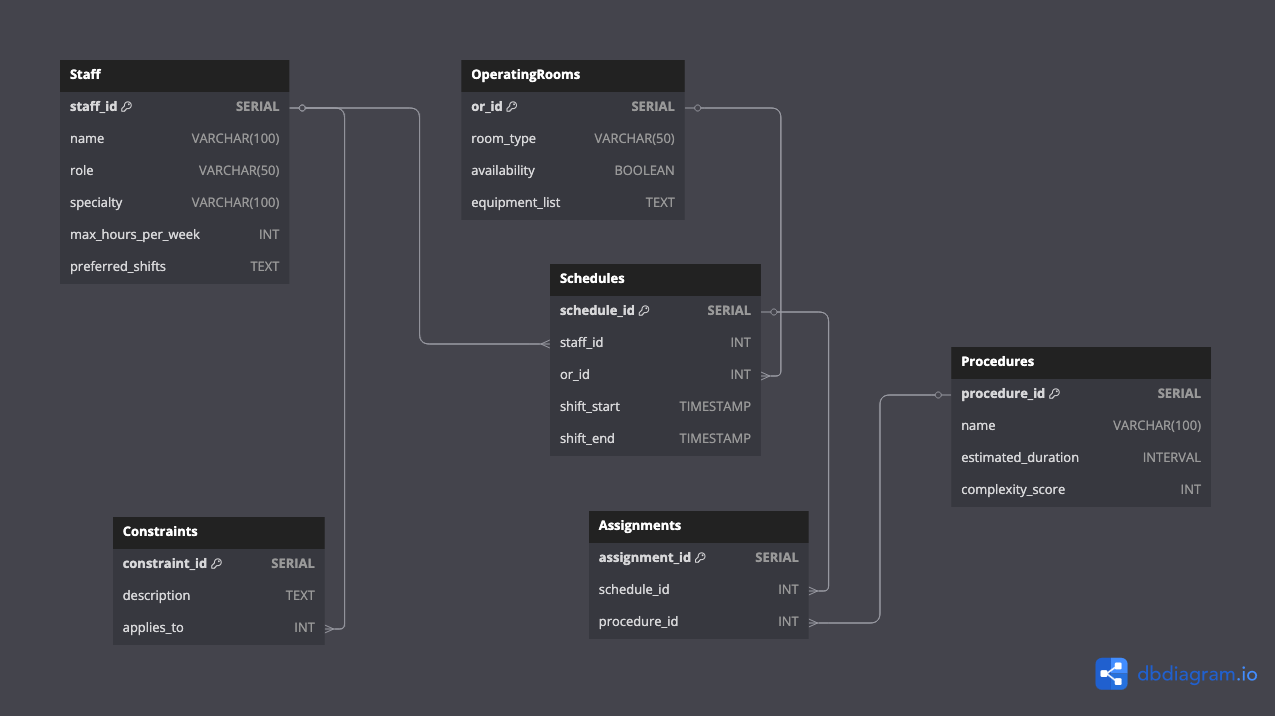 Staff
staff_id SERIAL
name VARCHAR(100)
role VARCHAR(50)
specialty VARCHAR(100)
max_hours_per_week INT
preferred_shifts TEXT
OperatingRooms
or_id SERIAL
room_type VARCHAR(50)
availability BOOLEAN
equipment_list TEXT
Schedules
schedule_id SERIAL
staff_id INT
or_id INT
shift_start TIMESTAMP
shift_end TIMESTAMP
Procedures
procedure_id SERIAL
name VARCHAR(100)
estimated_duration INTERVAL
complexity_score INT
Constraints
constraint_id SERIAL
description TEXT
applies_to INT
Assignments
assignment_id SERIAL
schedule_id INT
procedure_id INT
dbdiagram.io